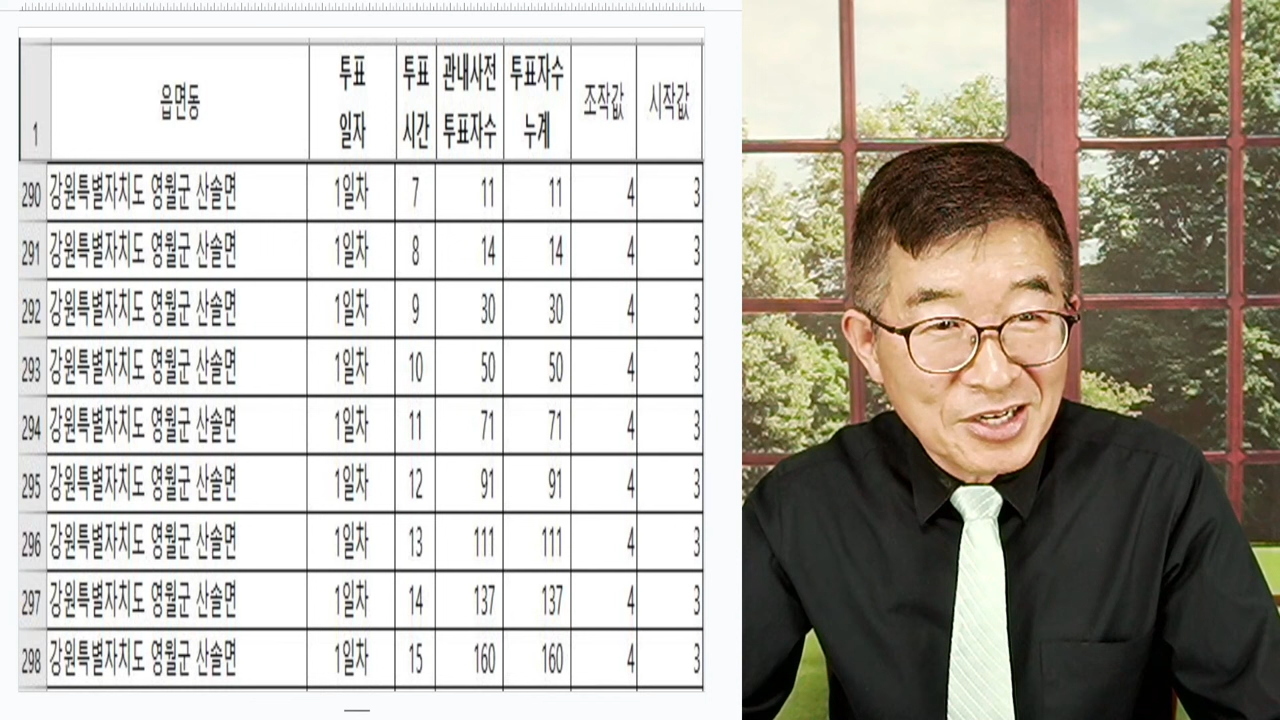 읍면동 투표 일자 투표 시간 관내사전 투표자수 투표자수 누계 조작값 시작값
1
290 강원특별자치도 영월군 산솔면 1일차 7 11 11 4 3
291 강원특별자치도 영월군 산솔면 1일차 8 14 14 4 3
292 강원특별자치도 영월군 산솔면 1일차 9 30 30 4 3
293 강원특별자치도 영월군 산솔면 1일차 10 50 50 4 3
294 강원특별자치도 영월군 산솔면 1일차 11 71 71 4 3
295 강원특별자치도 영월군 산솔면 1일차 12 91 91 4 3
296 강원특별자치도 영월군 산솔면 1일차 13 111 111 4 3
297 강원특별자치도 영월군 산솔면 1일차 14 137 137 4 3
298 강원특별자치도 영월군 산솔면 1일차 15 160 160 4 3